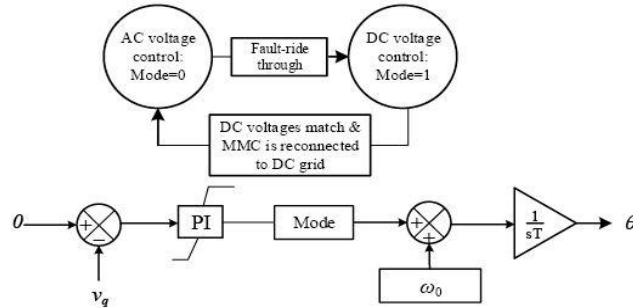 AC voltage
control:
Mode=0
Fault-ride
through
DC voltage
control:
Mode=1
DC voltages match &
MMC is reconnected
to DC grid
0
+
−
v_q
PI
Mode
+
+
ω₀
1
sT